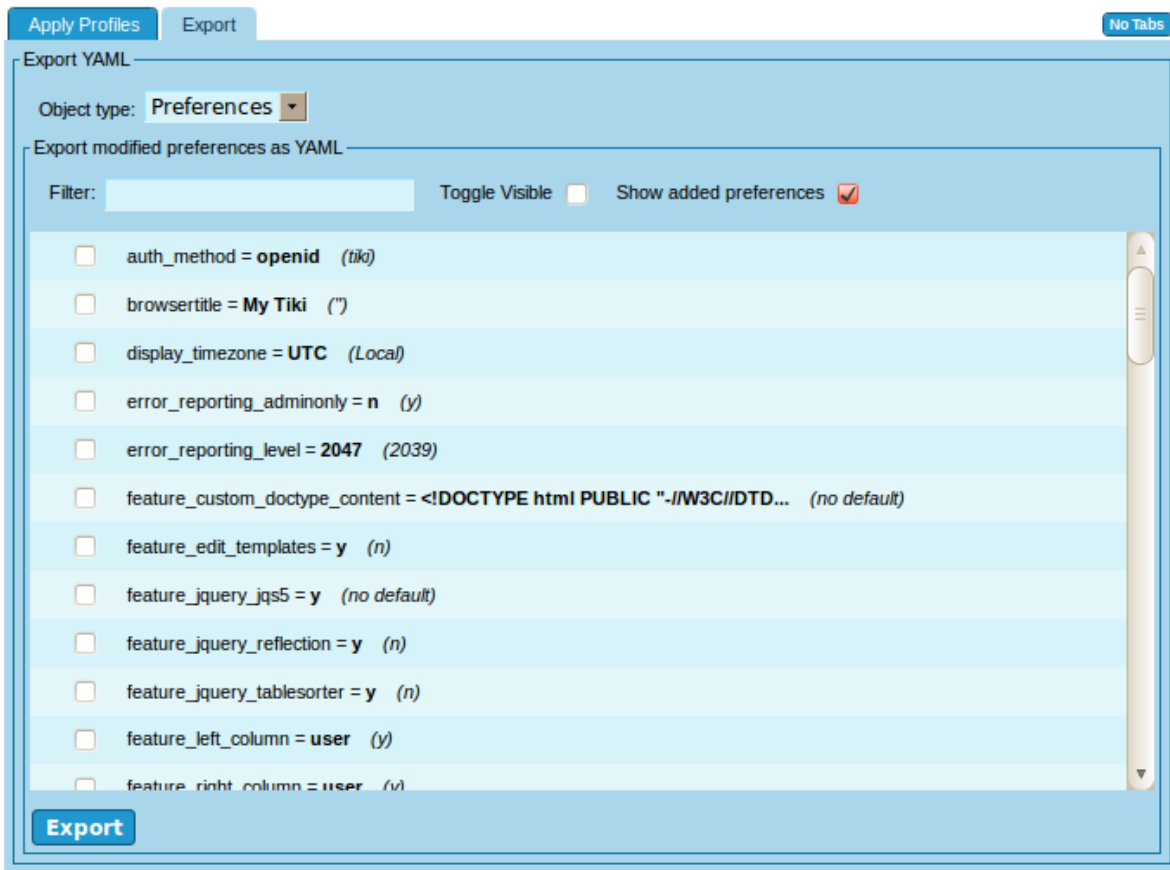 Apply Profiles Export No Tabs
Export YAML
Object type: Preferences
Export modified preferences as YAML
Filter: Toggle Visible Show added preferences
auth_method = openid (tiki)
browsertitle = My Tiki ('')
display_timezone = UTC (Local)
error_reporting_adminonly = n (y)
error_reporting_level = 2047 (2039)
feature_custom_doctype_content = <!DOCTYPE html PUBLIC "-//W3C//DTD... (no default)
feature_edit_templates = y (n)
feature_jquery_jqs5 = y (no default)
feature_jquery_reflection = y (n)
feature_jquery_tablesorter = y (n)
feature_left_column = user (y)
feature_right_column = user (y)
Export